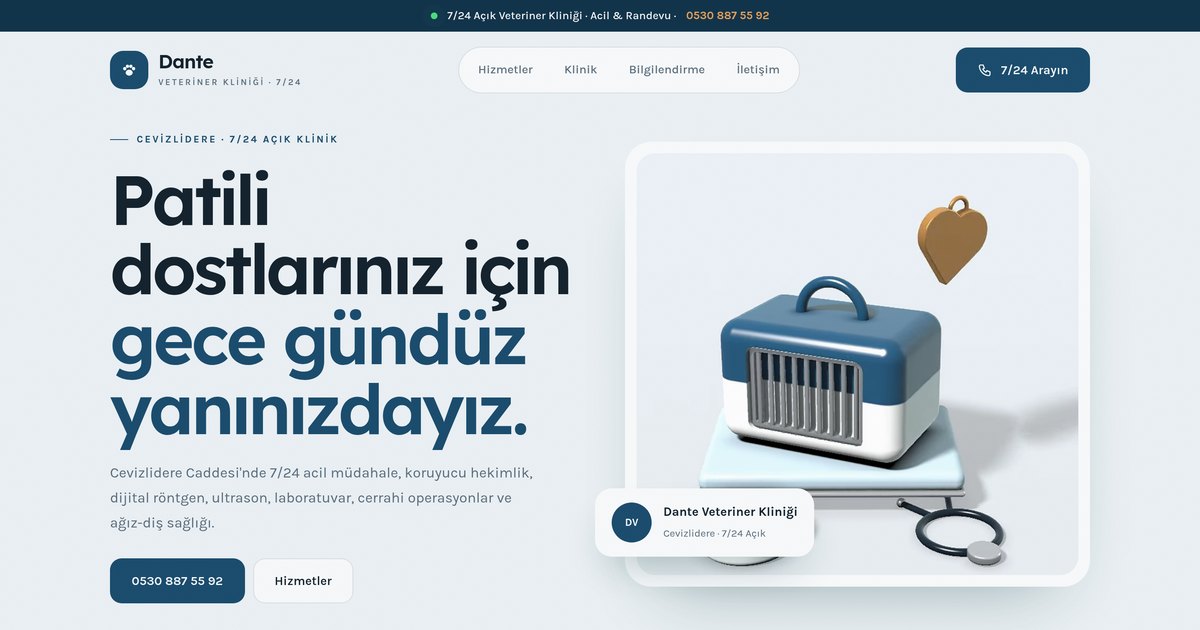 7/24 Açık Veteriner Kliniği · Acil & Randevu · 0530 887 55 92
Dante
VETERİNER KLİNİĞİ · 7/24
Hizmetler
Klinik
Bilgilendirme
İletişim
7/24 Arayın
CEVİZLİDERE · 7/24 AÇIK KLİNİK
Patili
dostlarınız için
gece gündüz
yanınızdayız.
Cevizlidere Caddesi'nde 7/24 acil müdahale, koruyucu hekimlik,
dijital röntgen, ultrason, laboratuvar, cerrahi operasyonlar ve
ağız-diş sağlığı.
0530 887 55 92
Hizmetler
DV
Dante Veteriner Kliniği
Cevizlidere · 7/24 Açık